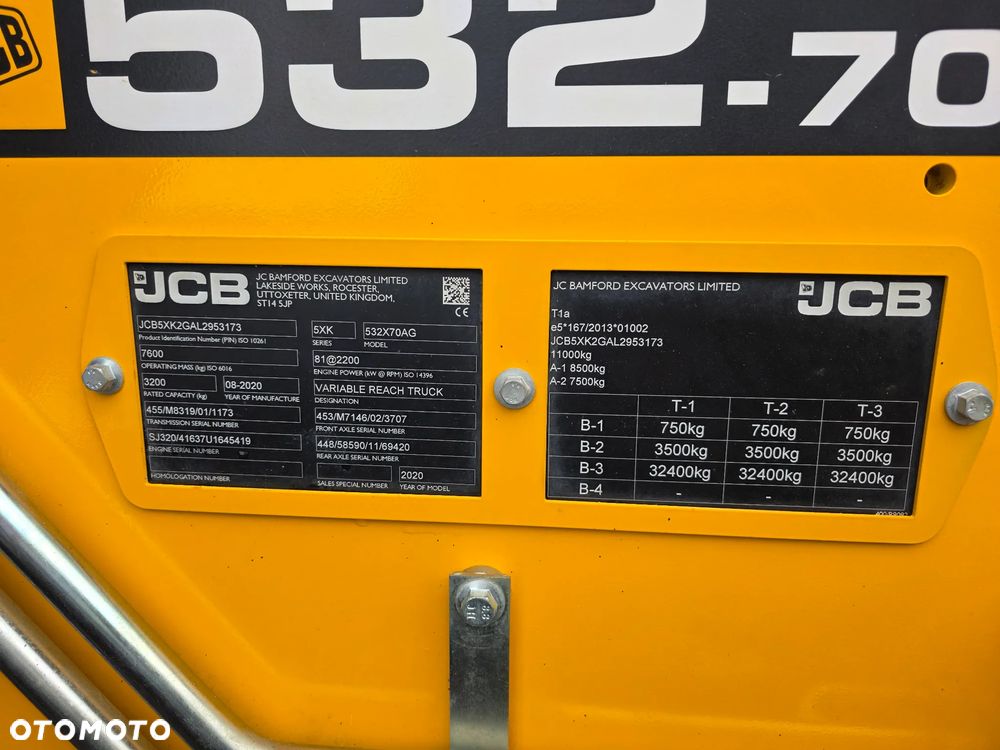 JCB
532-70
JCB
JC BAMFORD EXCAVATORS LIMITED
LAKESIDE WORKS, ROCESTER,
UTTOXETER, UNITED KINGDOM,
ST14 5JP
CE
JCB5XK2GAL2953173
Product Identification Number (PIN) ISO 10261
7600
OPERATING MASS (kg) ISO 6016
3200 08-2020
RATED CAPACITY (kg) YEAR OF MANUFACTURE
455/M8319/01/1173
TRANSMISSION SERIAL NUMBER
SJ320/41637U1645419
ENGINE SERIAL NUMBER
HOMOLOGATION NUMBER
5XK 532X70AG
SERIES MODEL
81@2200
ENGINE POWER (kW @ RPM) ISO 14396
VARIABLE REACH TRUCK
DESIGNATION
453/M7146/02/3707
FRONT AXLE SERIAL NUMBER
448/58590/11/69420
REAR AXLE SERIAL NUMBER
2020
SALES SPECIAL NUMBER YEAR OF MODEL
JC BAMFORD EXCAVATORS LIMITED
JCB
T1a
e5*167/2013*01002
JCB5XK2GAL2953173
11000kg
A-1 8500kg
A-2 7500kg
T-1 T-2 T-3
B-1 750kg 750kg 750kg
B-2 3500kg 3500kg 3500kg
B-3 32400kg 32400kg 32400kg
B-4 - - -
8.8
OTOMOTO